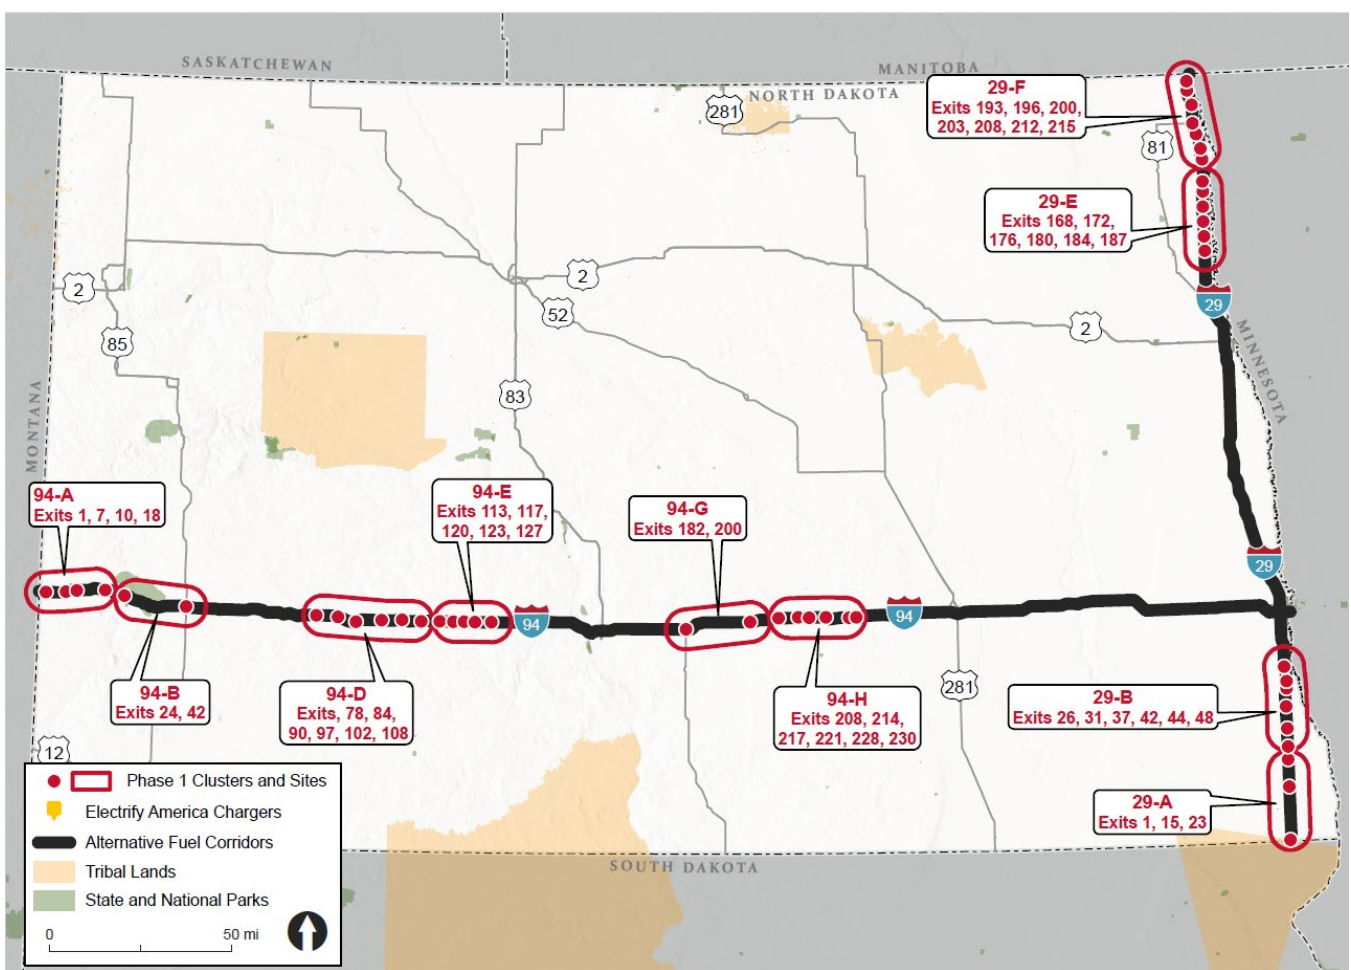 SASKATCHEWAN
MANITOBA
NORTH DAKOTA
281
29-F
Exits 193, 196, 200,
203, 208, 212, 215
81
29-E
Exits 168, 172,
176, 180, 184, 187
2
2
52
29
2
85
MINNESOTA
83
MONTANA
94-A
Exits 1, 7, 10, 18
94-E
Exits 113, 117,
120, 123, 127
94-G
Exits 182, 200
29
94
94
94-B
Exits 24, 42
94-D
Exits, 78, 84,
90, 97, 102, 108
94-H
Exits 208, 214,
217, 221, 228, 230
281
29-B
Exits 26, 31, 37, 42, 44, 48
12
29-A
Exits 1, 15, 23
SOUTH DAKOTA
Phase 1 Clusters and Sites
Electrify America Chargers
Alternative Fuel Corridors
Tribal Lands
State and National Parks
0 50 mi